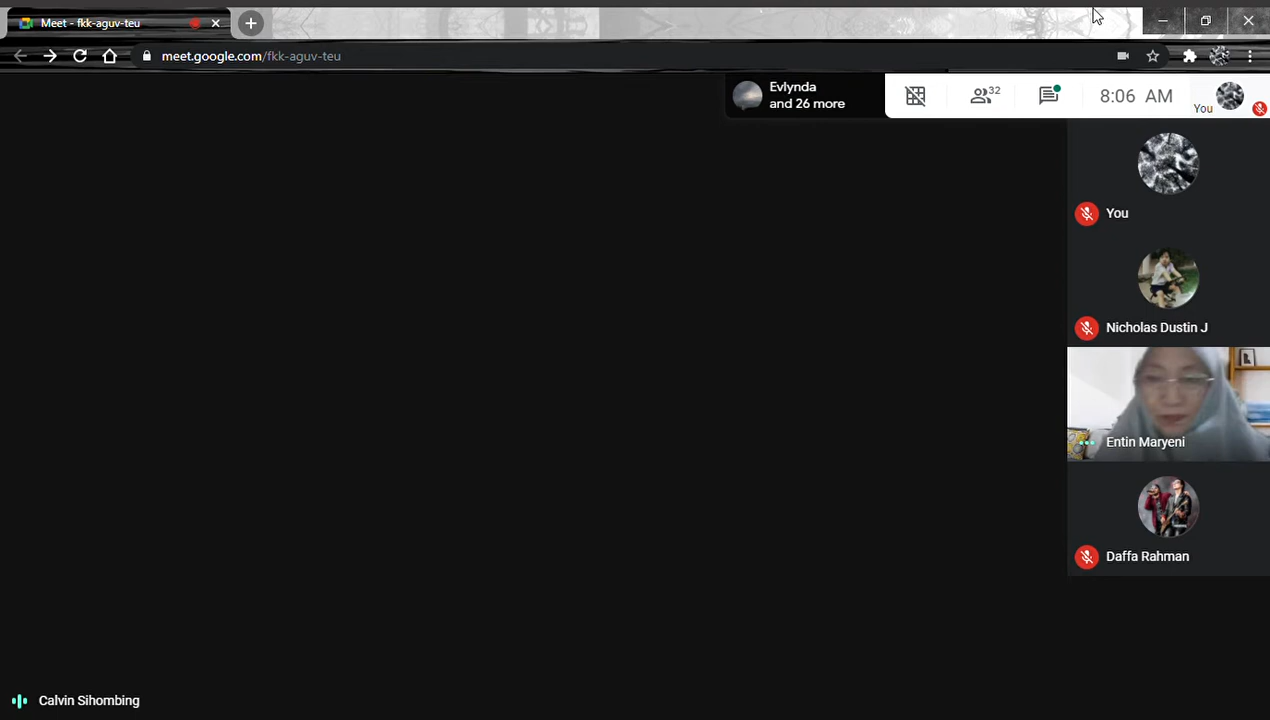 Meet - fkk-aguv-teu
meet.google.com/fkk-aguv-teu
Evlynda
and 26 more
32
8:06 AM
You
You
Nicholas Dustin J
Entin Maryeni
Daffa Rahman
Calvin Sihombing